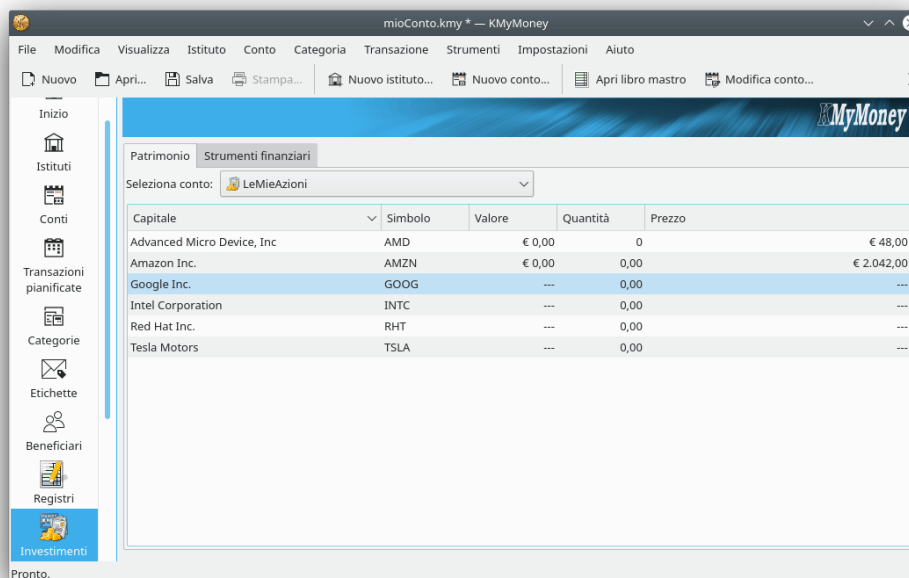 mioConto.kmy * — KMyMoney
File Modifica Visualizza Istituto Conto Categoria Transazione Strumenti Impostazioni Aiuto
Nuovo Apri... Salva Stampa... Nuovo istituto... Nuovo conto... Apri libro mastro Modifica conto...
Inizio
Istituti
Conti
Transazioni
pianificate
Categorie
Etichette
Beneficiari
Registri
Investimenti
KMyMoney
Patrimonio Strumenti finanziari
Seleziona conto: LeMieAzioni
Capitale Simbolo Valore Quantità Prezzo
Advanced Micro Device, Inc AMD € 0,00 0 € 48,00
Amazon Inc. AMZN € 0,00 0,00 € 2.042,00
Google Inc. GOOG --- 0,00 ---
Intel Corporation INTC --- 0,00 ---
Red Hat Inc. RHT --- 0,00 ---
Tesla Motors TSLA --- 0,00 ---
Pronto.